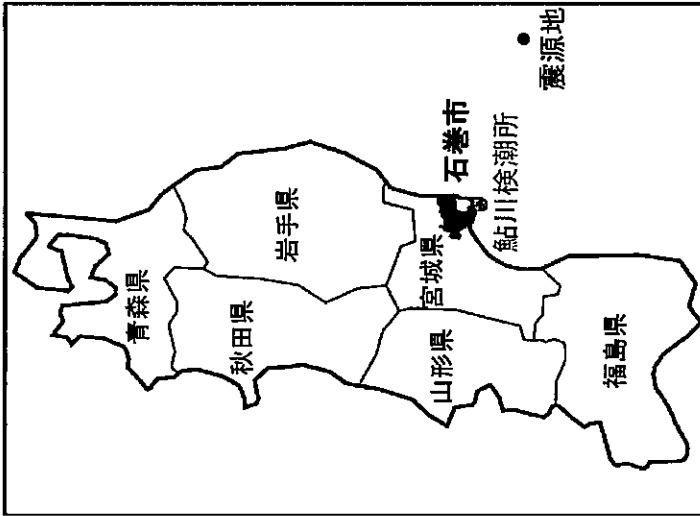 青森県
秋田県
岩手県
山形県
宮城県
石巻市
鮎川検潮所
震源地
福島県